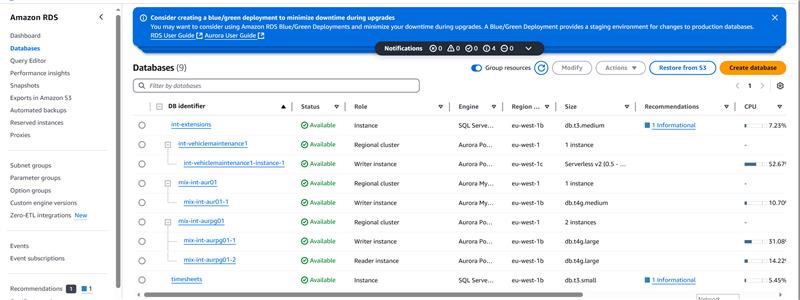 Amazon RDS
Dashboard
Databases
Query Editor
Performance insights
Snapshots
Exports in Amazon S3
Automated backups
Reserved instances
Proxies
Subnet groups
Parameter groups
Option groups
Custom engine versions
Zero-ETL integrations New
Events
Event subscriptions
Recommendations 1 1
Consider creating a blue/green deployment to minimize downtime during upgrades
You may want to consider using Amazon RDS Blue/Green Deployments and minimize your downtime during upgrades. A Blue/Green Deployment provides a staging environment for changes to production databases.
RDS User Guide Aurora User Guide
Notifications 0 0 0 4 0
Databases (9) Group resources Modify Actions Restore from S3 Create database
Filter by databases
1
DB identifier Status Role Engine Region ... Size Recommendations CPU
int-extensions Available Instance SQL Serve... eu-west-1b db.t3.medium 1 Informational 7.23%
int-vehiclemaintenance1 Available Regional cluster Aurora Po... eu-west-1 1 instance -
int-vehiclemaintenance1-instance-1 Available Writer instance Aurora Po... eu-west-1c Serverless v2 (0.5 - ... 52.67%
mix-int-aur01 Available Regional cluster Aurora My... eu-west-1 1 instance -
mix-int-aur01-1 Available Writer instance Aurora My... eu-west-1b db.t4g.medium 10.70%
mix-int-aurpg01 Available Regional cluster Aurora Po... eu-west-1 2 instances -
mix-int-aurpg01-1 Available Writer instance Aurora Po... eu-west-1b db.t4g.large 31.08%
mix-int-aurpg01-2 Available Reader instance Aurora Po... eu-west-1b db.t4g.large 14.22%
timesheets Available Instance SQL Serve... eu-west-1b db.t3.small 1 Informational 5.45%